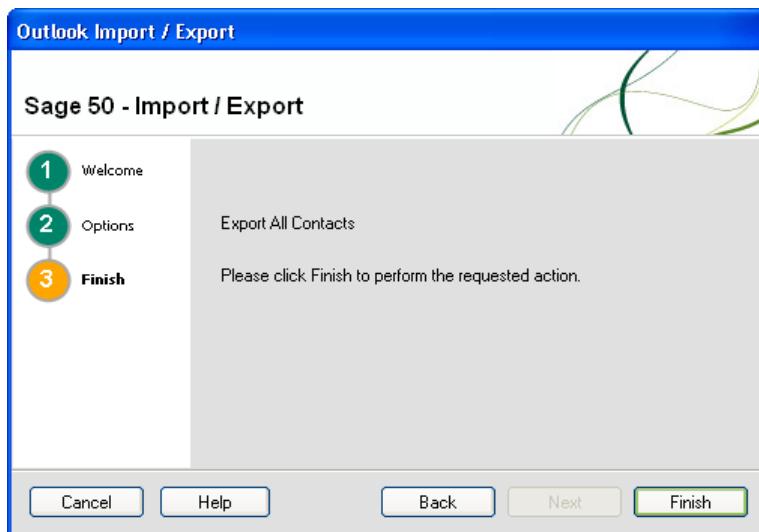 Outlook Import / Export
Sage 50 - Import / Export
1 Welcome
2 Options
3 Finish
Export All Contacts
Please click Finish to perform the requested action.
Cancel Help Back Next Finish